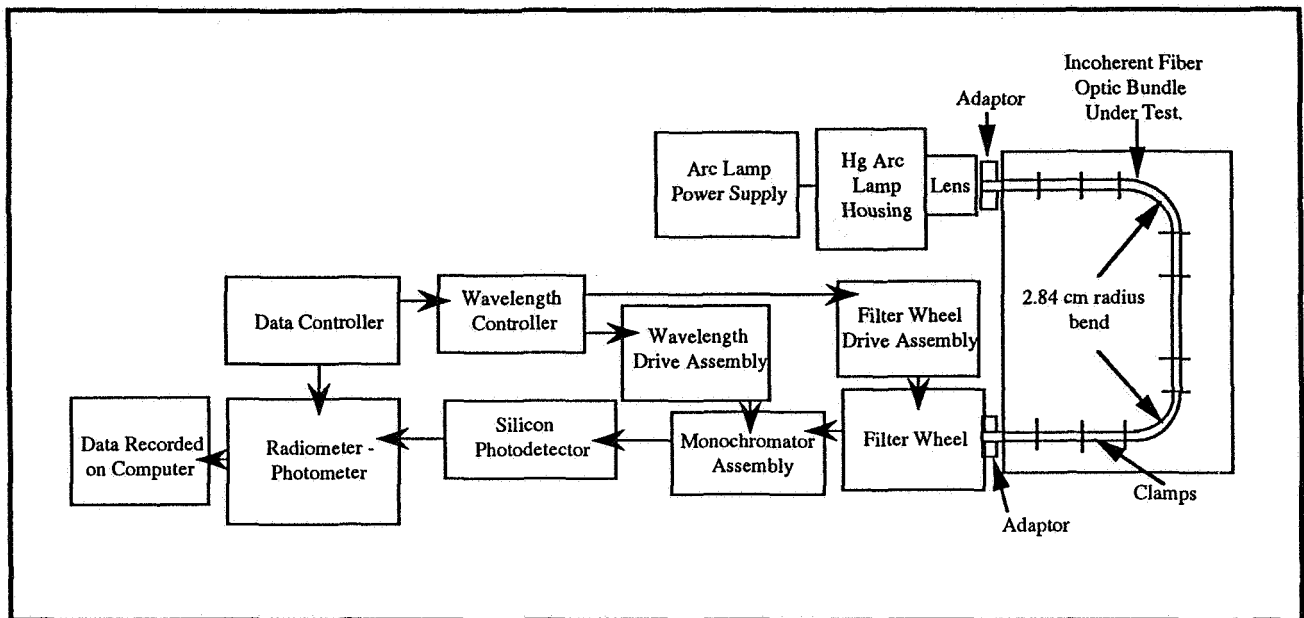 Incoherent Fiber
Optic Bundle
Under Test.
Adaptor
Arc Lamp
Power Supply
Hg Arc
Lamp
Housing
Lens
2.84 cm radius
bend
Data Controller
Wavelength
Controller
Wavelength
Drive Assembly
Filter Wheel
Drive Assembly
Data Recorded
on Computer
Radiometer -
Photometer
Silicon
Photodetector
Monochromator
Assembly
Filter Wheel
Clamps
Adaptor